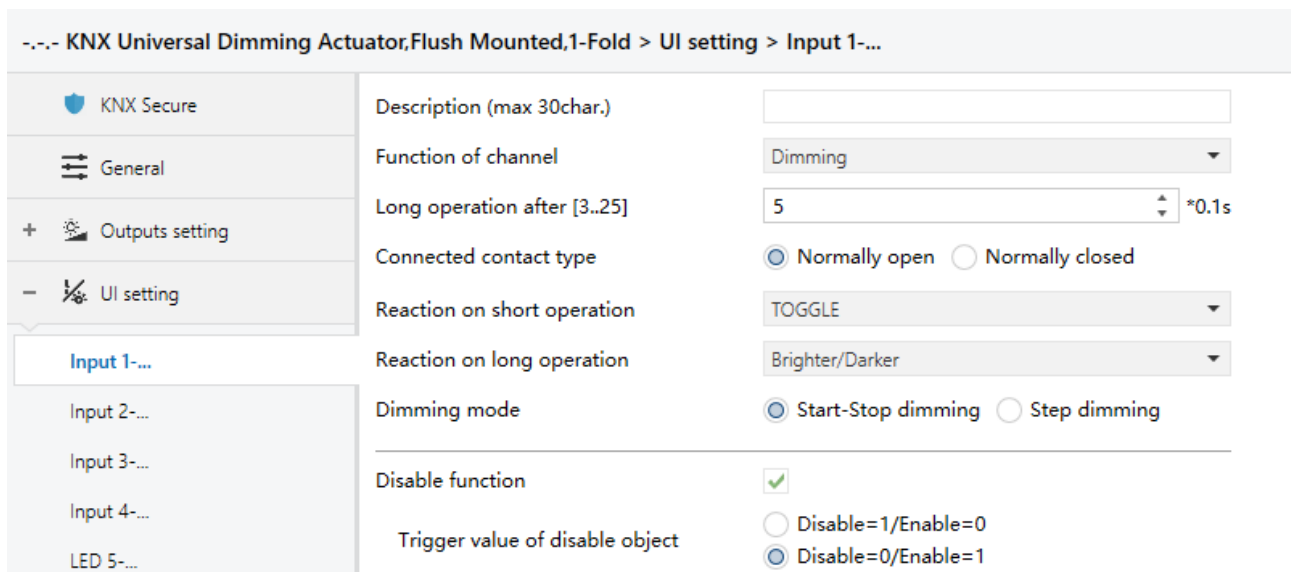 -.-.- KNX Universal Dimming Actuator,Flush Mounted,1-Fold > UI setting > Input 1-...
KNX Secure
General
+ Outputs setting
− UI setting
Input 1-...
Input 2-...
Input 3-...
Input 4-...
LED 5-...
Description (max 30char.)
Function of channel Dimming
Long operation after [3..25] 5 *0.1s
Connected contact type Normally open Normally closed
Reaction on short operation TOGGLE
Reaction on long operation Brighter/Darker
Dimming mode Start-Stop dimming Step dimming
Disable function
Trigger value of disable object Disable=1/Enable=0
Disable=0/Enable=1